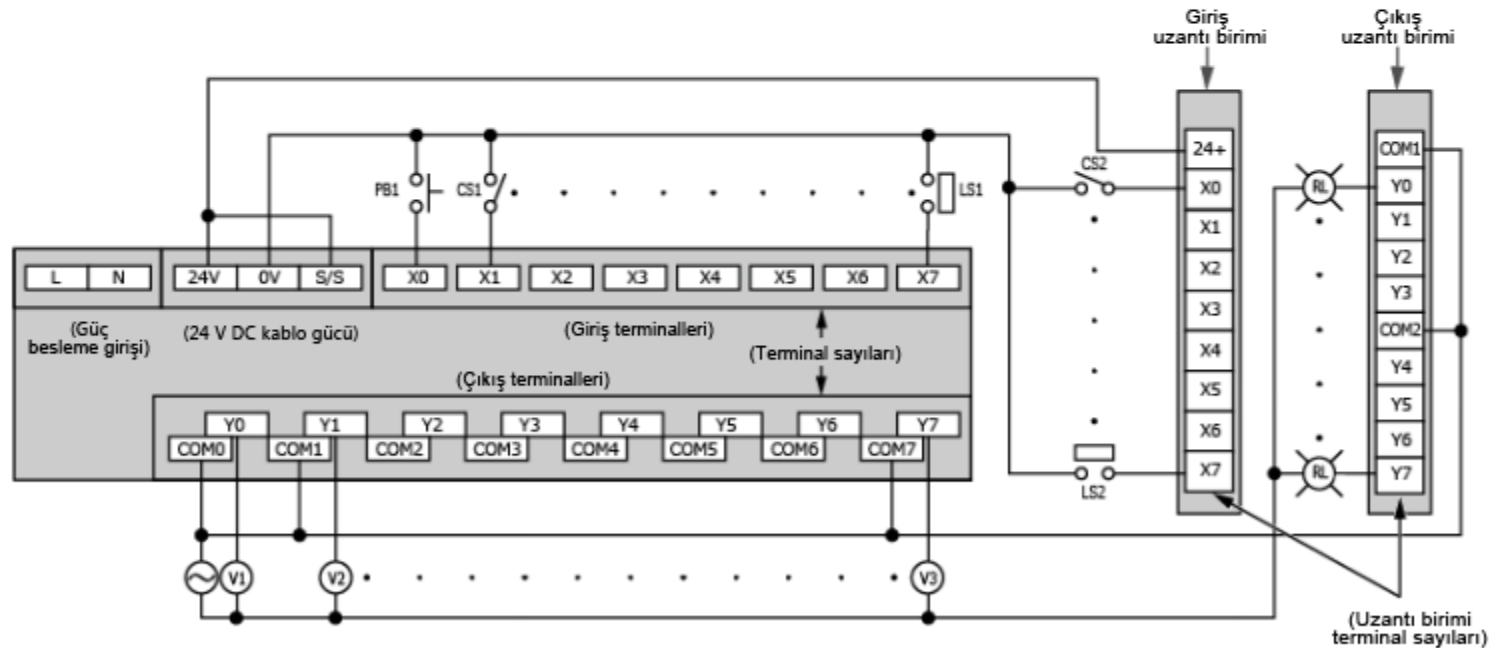 Giriş
uzantı birimi
Çıkış
uzantı birimi
24+
X0
X1
X2
X3
X4
X5
X6
X7
COM1
Y0
Y1
Y2
Y3
COM2
Y4
Y5
Y6
Y7
CS2
LS2
RL
RL
PB1
CS1
LS1
L N 24V 0V S/S X0 X1 X2 X3 X4 X5 X6 X7
(Güç
besleme girişi)
(24 V DC kablo gücü)
(Giriş terminalleri)
(Terminal sayıları)
(Çıkış terminalleri)
Y0 Y1 Y2 Y3 Y4 Y5 Y6 Y7
COM0 COM1 COM2 COM3 COM4 COM5 COM6 COM7
V1 V2 V3
(Uzantı birimi
terminal sayıları)